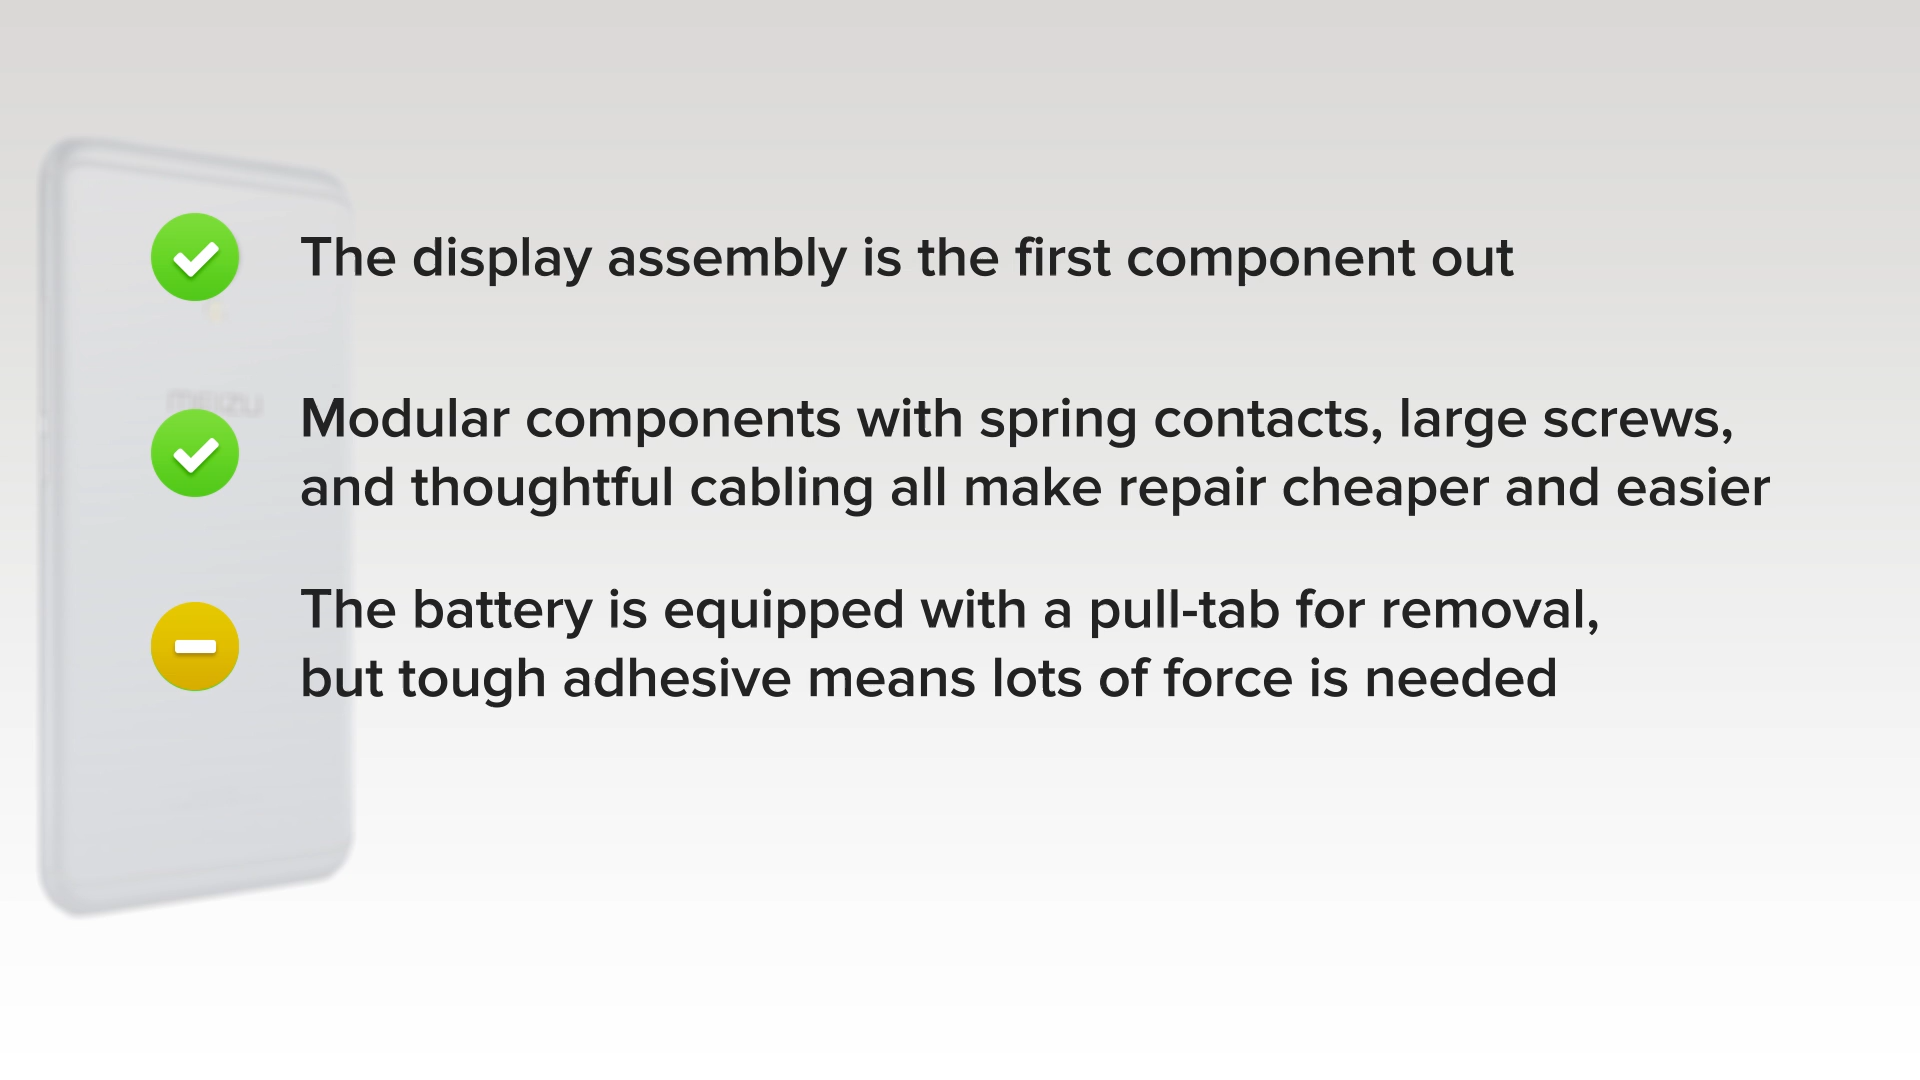 The display assembly is the first component out
MEIZU
Modular components with spring contacts, large screws,
and thoughtful cabling all make repair cheaper and easier
The battery is equipped with a pull-tab for removal,
but tough adhesive means lots of force is needed